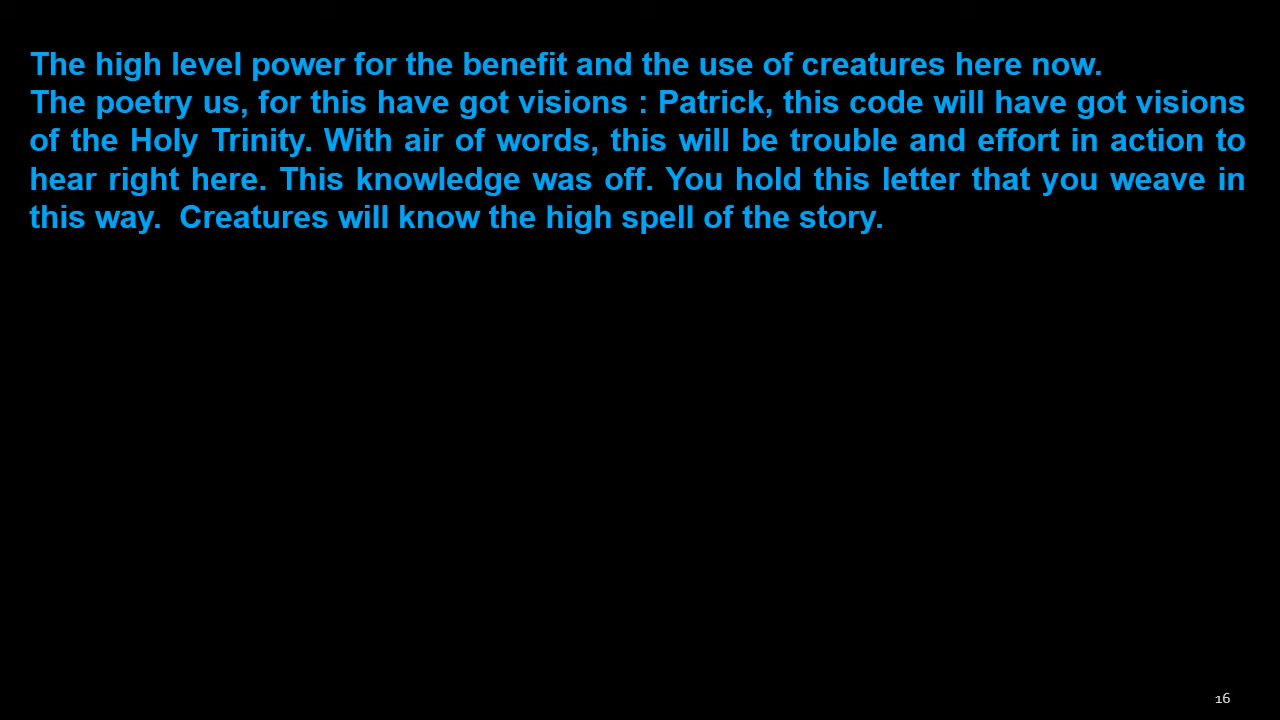 The high level power for the benefit and the use of creatures here now.
The poetry us, for this have got visions : Patrick, this code will have got visions
of the Holy Trinity. With air of words, this will be trouble and effort in action to
hear right here. This knowledge was off. You hold this letter that you weave in
this way.  Creatures will know the high spell of the story.
16